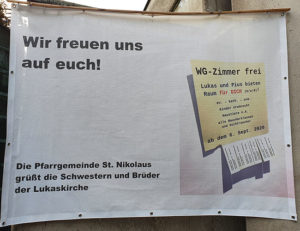 Wir freuen uns
auf euch!
WG-Zimmer frei
Lukas und Pius bieten
Raum für DICH (m/w/d)!
Ab dem 6. Sept. 2020
Die Pfarrgemeinde St. Nikolaus
grüßt die Schwestern und Brüder
der Lukaskirche